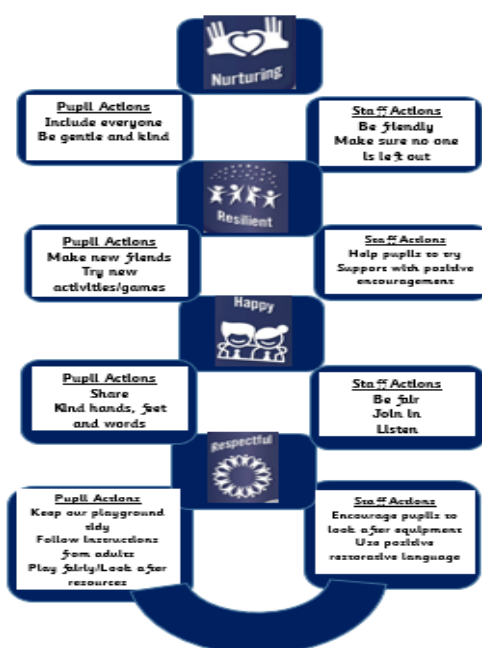 Nurturing
Pupil Actions
Include everyone
Be gentle and kind
Staff Actions
Be friendly
Make sure no one
is left out
Resilient
Pupil Actions
Make new friends
Try new
activities/games
Staff Actions
Help pupils to try
Support with positive
encouragement
Happy
Pupil Actions
Share
Kind hands, feet
and words
Staff Actions
Be fair
Join in
Listen
Respectful
Pupil Actions
Keep our playground
tidy
Follow instructions
from adults
Play fairly/Look after
resources
Staff Actions
Encourage pupils to
look after equipment
Use positive
restorative language